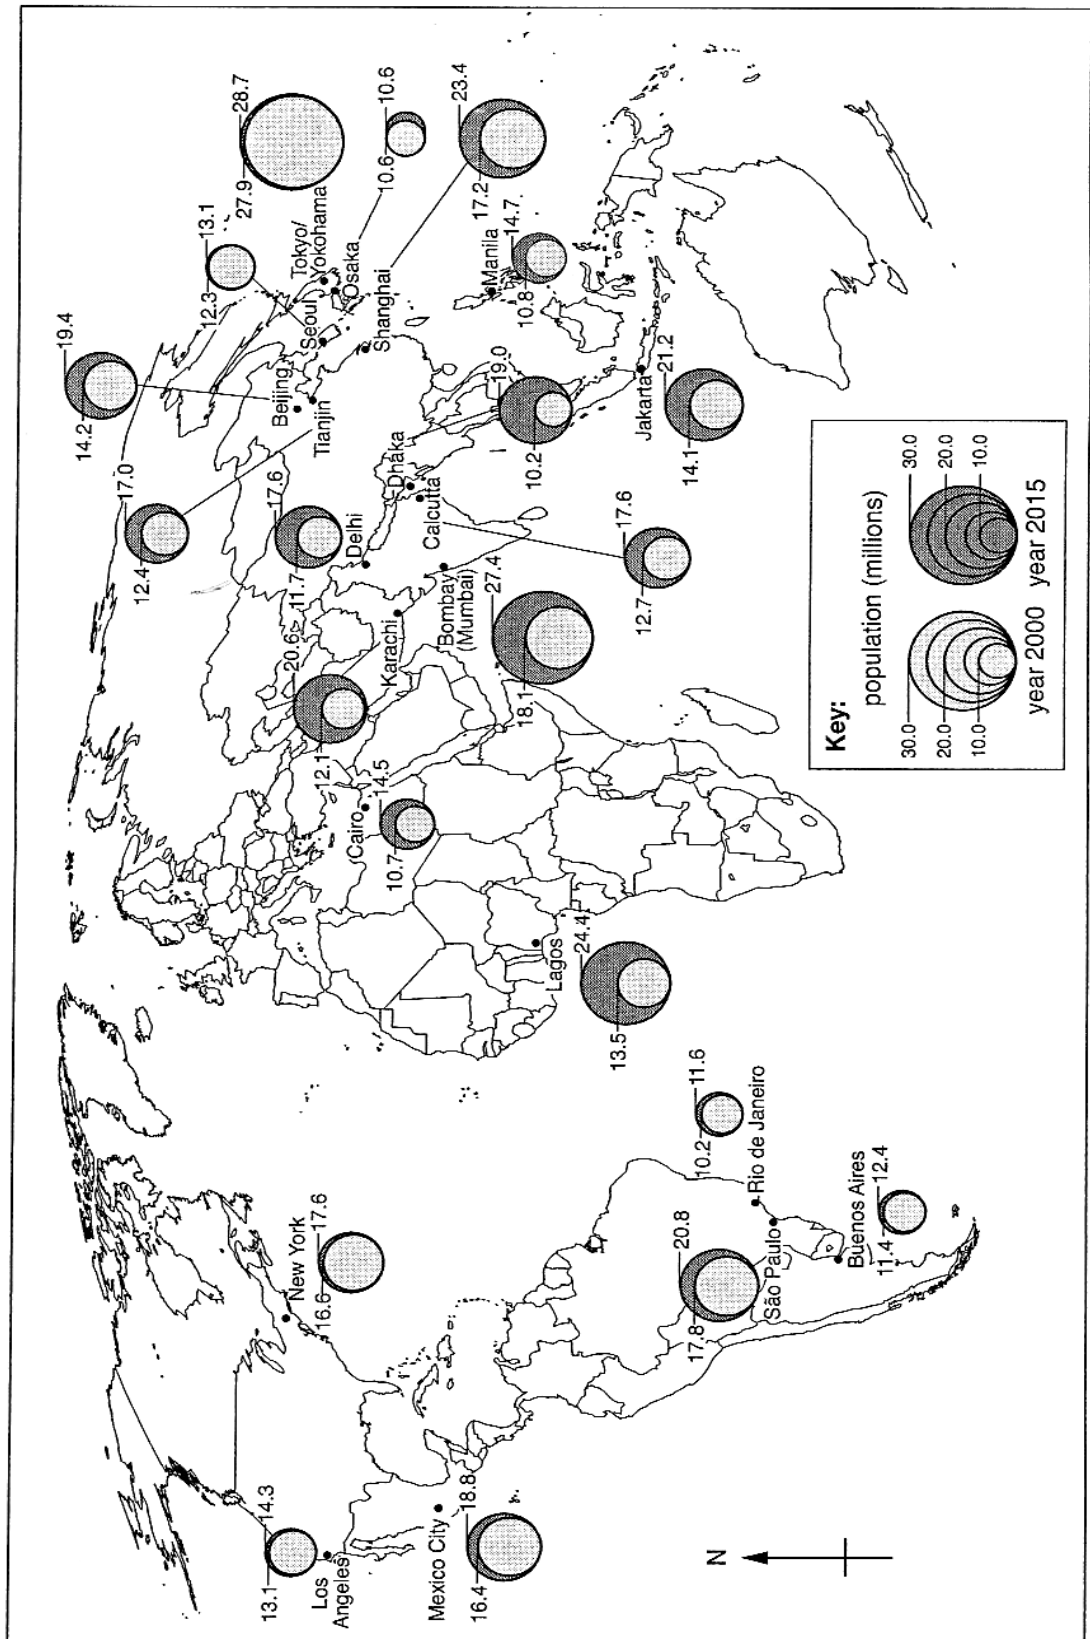 13.1
14.3
Los
Angeles
16.4
18.8
Mexico City
16.6
17.6
New York
17.8
20.8
São Paulo
10.2
11.6
Rio de Janeiro
11.4
12.4
Buenos Aires
13.5
24.4
Lagos
10.7
14.5
Cairo
12.1
20.6
Karachi
18.1
27.4
Bombay
(Mumbai)
11.7
17.6
Delhi
12.7
17.6
Calcutta
10.2
19.0
Dhaka
12.4
17.0
Tianjin
14.2
19.4
Beijing
12.3
13.1
Seoul
27.9
28.7
Tokyo/
Yokohama
10.6
10.6
Osaka
17.2
23.4
Shanghai
10.8
14.7
Manila
14.1
21.2
Jakarta
N
Key:
population (millions)
30.0
30.0
20.0
20.0
10.0
10.0
year 2000
year 2015